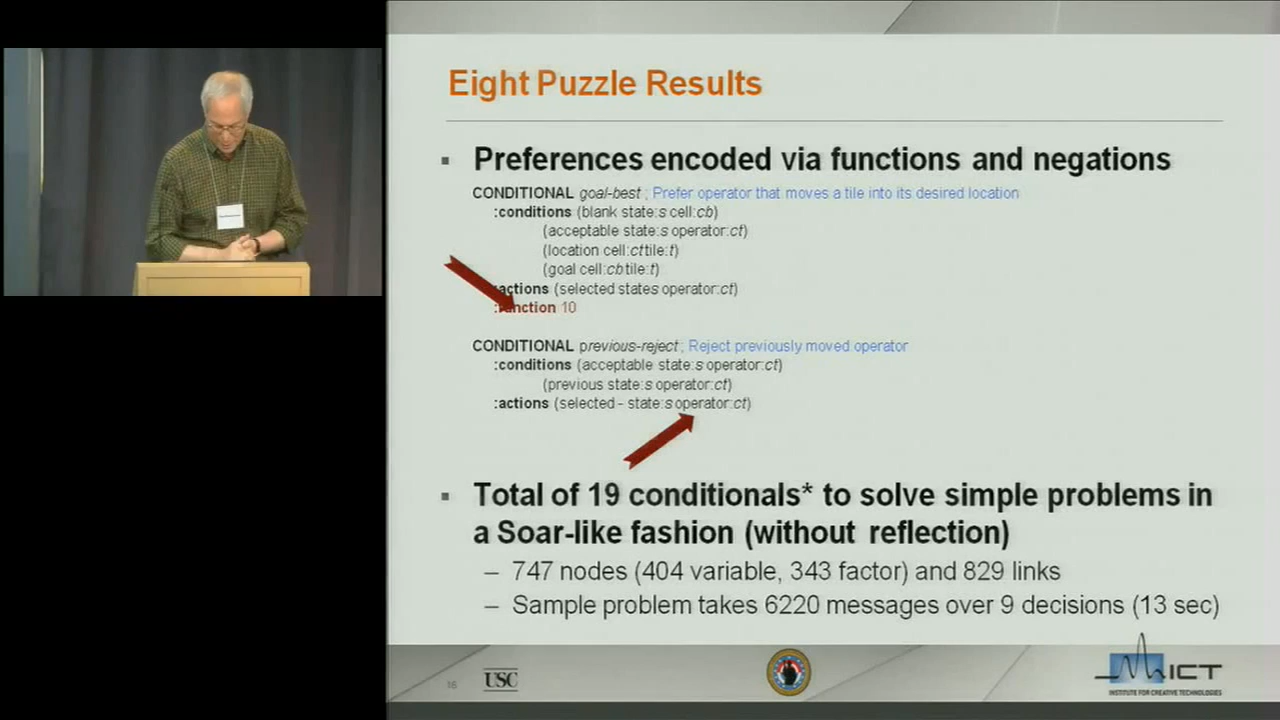 Eight Puzzle Results
▪ Preferences encoded via functions and negations
CONDITIONAL goal-best ; Prefer operator that moves a tile into its desired location
:conditions (blank state:s cell:cb)
(acceptable state:s operator:ct)
(location cell:ct tile:t)
(goal cell:cb tile:t)
actions (selected states operator:ct)
:function 10
CONDITIONAL previous-reject ; Reject previously moved operator
:conditions (acceptable state:s operator:ct)
(previous state:s operator:ct)
:actions (selected - state:s operator:ct)
▪ Total of 19 conditionals* to solve simple problems in
a Soar-like fashion (without reflection)
– 747 nodes (404 variable, 343 factor) and 829 links
– Sample problem takes 6220 messages over 9 decisions (13 sec)
16
USC
ICT
INSTITUTE FOR CREATIVE TECHNOLOGIES